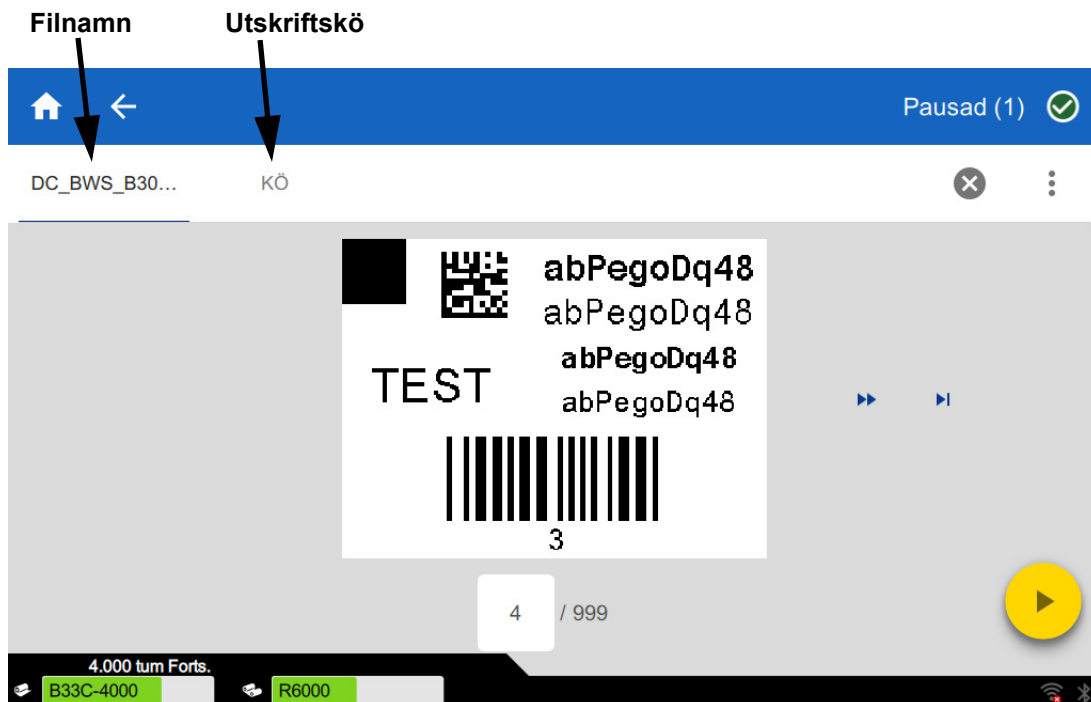 Filnamn Utskriftskö
Pausad (1)
DC_BWS_B30... KÖ
abPegoDq48
abPegoDq48
abPegoDq48
TEST
abPegoDq48
3
4 / 999
4.000 tum Forts.
B33C-4000 R6000